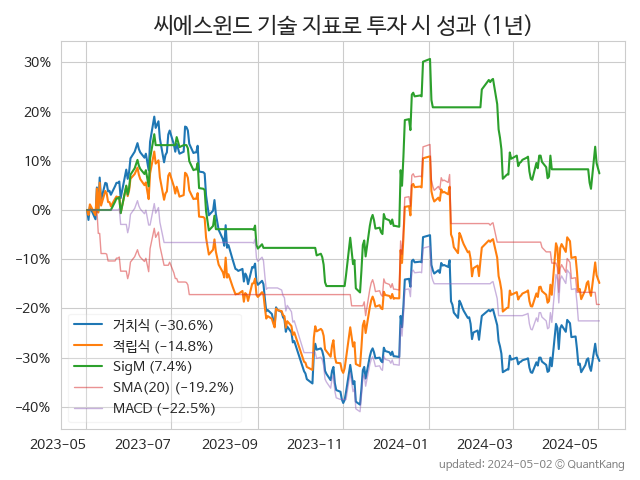 씨에스윈드 기술 지표로 투자 시 성과 (1년)
30%
20%
10%
0%
−10%
−20%
−30%
−40%
거치식 (−30.6%)
적립식 (−14.8%)
SigM (7.4%)
SMA(20) (−19.2%)
MACD (−22.5%)
2023-05 2023-07 2023-09 2023-11 2024-01 2024-03 2024-05
updated: 2024-05-02 © QuantKang